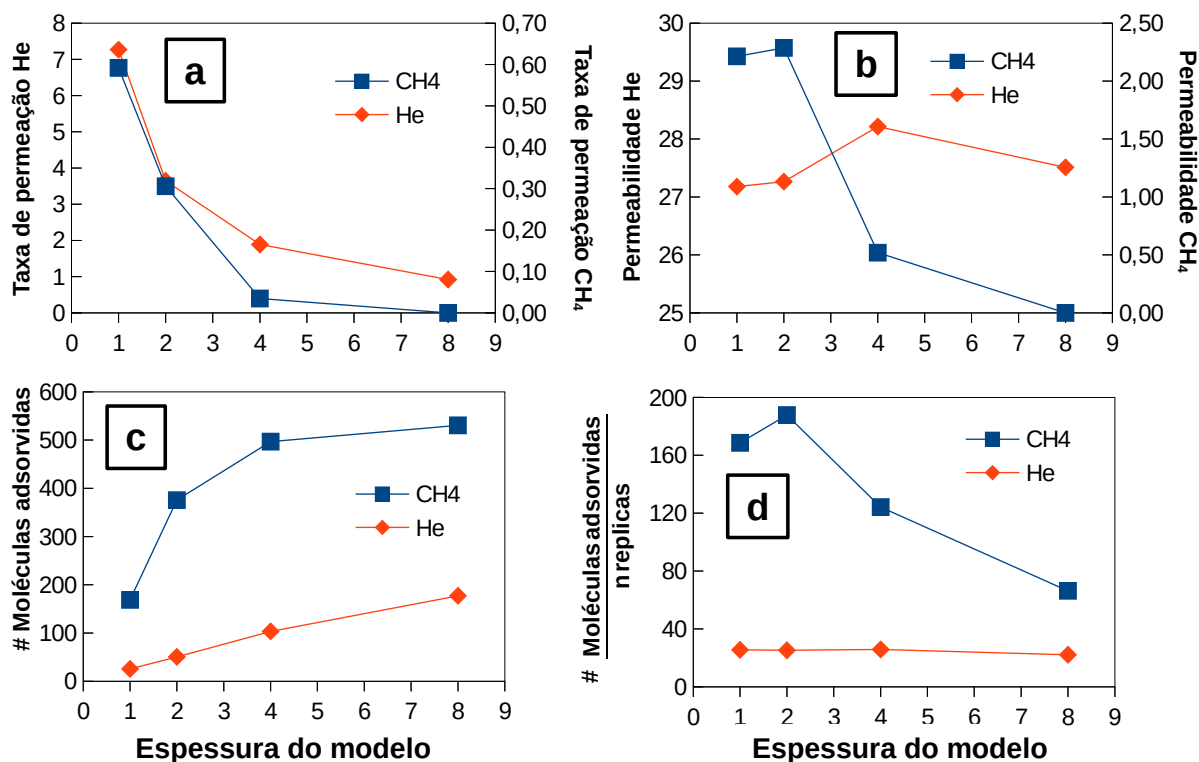 Taxa de permeação He
8
7
6
5
4
3
2
1
0
a
CH4
He
0,70
0,60
0,50
0,40
0,30
0,20
0,10
0,00
Taxa de permeação CH₄
0 1 2 3 4 5 6 7 8 9
Permeabilidade He
30
29
28
27
26
25
b
CH4
He
2,50
2,00
1,50
1,00
0,50
0,00
Permeabilidade CH₄
0 1 2 3 4 5 6 7 8 9
# Moléculas adsorvidas
600
500
400
300
200
100
0
c
CH4
He
0 1 2 3 4 5 6 7 8 9
Espessura do modelo
# Moléculas adsorvidas
n replicas
200
160
120
80
40
0
d
CH4
He
0 1 2 3 4 5 6 7 8 9
Espessura do modelo